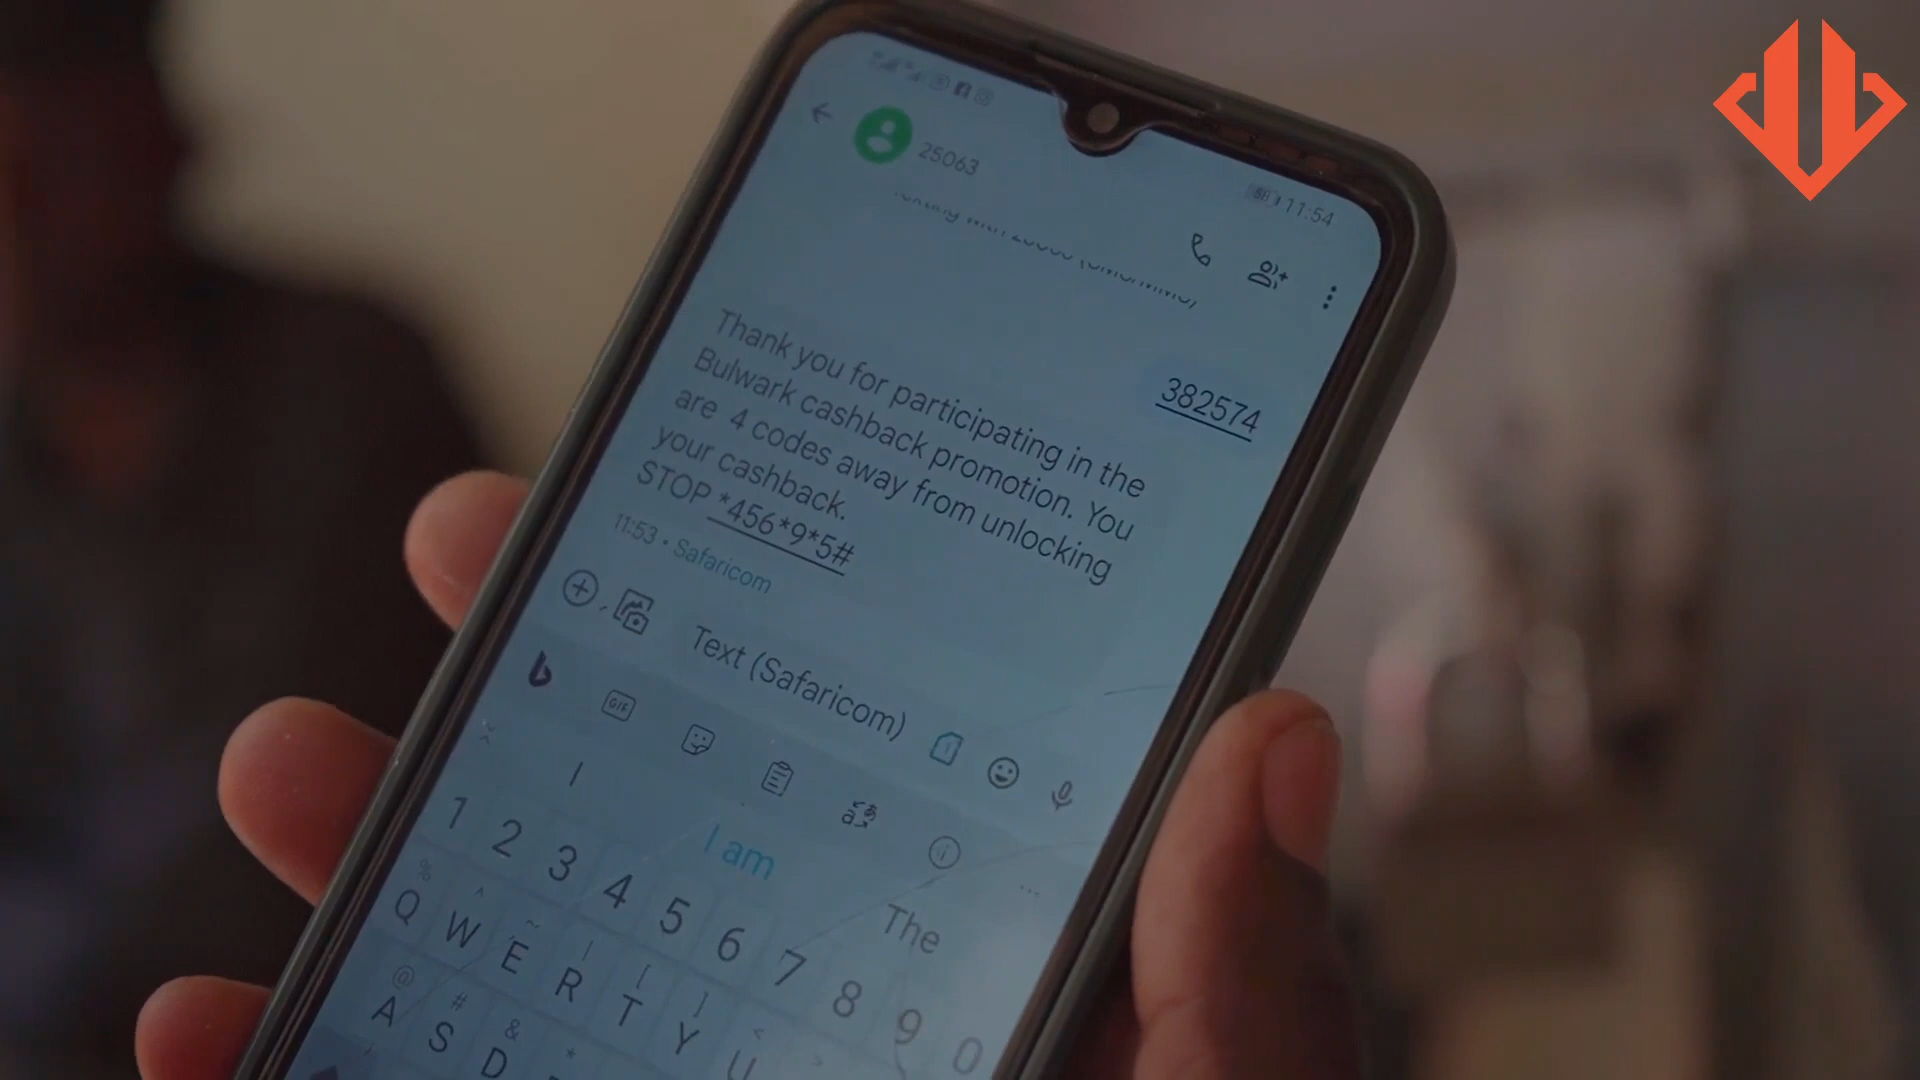 25063
11:54
382574
Thank you for participating in the
Bulwark cashback promotion. You
are 4 codes away from unlocking
your cashback.
STOP *456*9*5#
11:53 • Safaricom
Text (Safaricom)
GIF
I
I am
The
1 2 3 4 5 6 7 8 9 0
Q W E R T Y U
A S D